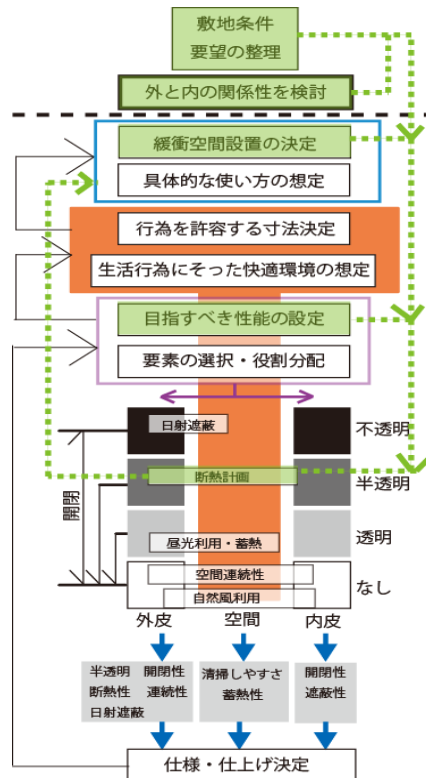 敷地条件
要望の整理
外と内の関係性を検討
緩衝空間設置の決定
具体的な使い方の想定
行為を許容する寸法決定
生活行為にそった快適環境の想定
目指すべき性能の設定
要素の選択・役割分配
日射遮蔽
不透明
断熱計画
半透明
開閉
昼光利用・蓄熱
透明
空間連続性
自然風利用
なし
外皮 空間 内皮
半透明 開閉性 清掃しやすさ 開閉性
断熱性 連続性 蓄熱性 遮蔽性
日射遮蔽
仕様・仕上げ決定